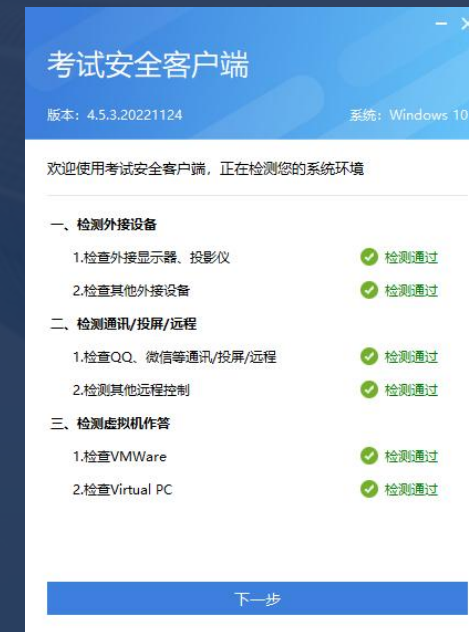 考试安全客户端
版本：4.5.3.20221124 系统：Windows 10
欢迎使用考试安全客户端，正在检测您的系统环境
一、检测外接设备
1.检查外接显示器、投影仪 检测通过
2.检查其他外接设备 检测通过
二、检测通讯/投屏/远程
1.检查QQ、微信等通讯/投屏/远程 检测通过
2.检测其他远程控制 检测通过
三、检测虚拟机作答
1.检查VMWare 检测通过
2.检查Virtual PC 检测通过
下一步